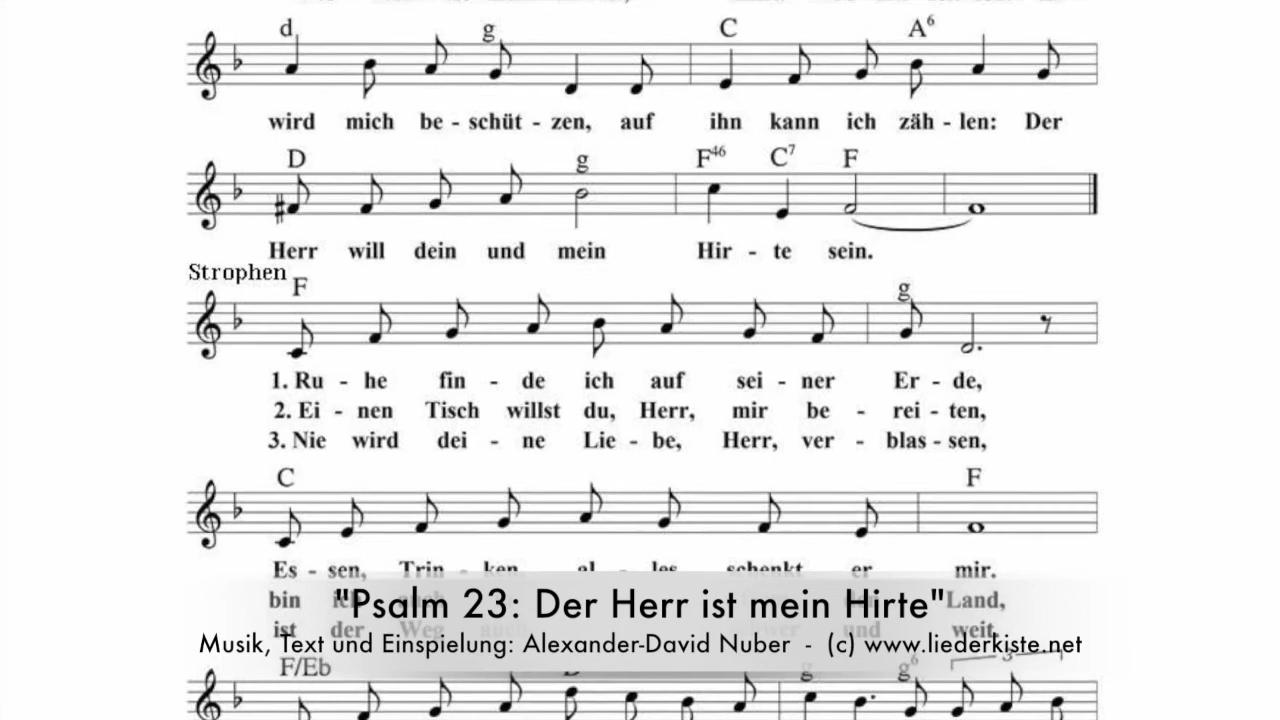 d g C A6
wird mich be - schüt - zen, auf ihn kann ich zäh - len: Der
D g F46 C7 F
Herr will dein und mein Hir - te sein.
Strophen
F g
1. Ru - he fin - de ich auf sei - ner Er - de,
2. Ei - nen Tisch willst du, Herr, mir be - rei - ten,
3. Nie wird dei - ne Lie - be, Herr, ver - blas - sen,
C F
Es - sen, Trin - ken al - les schenkt er mir.
bin Land,
ist der Weg und weit,
"Psalm 23: Der Herr ist mein Hirte"
Musik, Text und Einspielung: Alexander-David Nuber - (c) www.liederkiste.net
F/Eb g g6 3